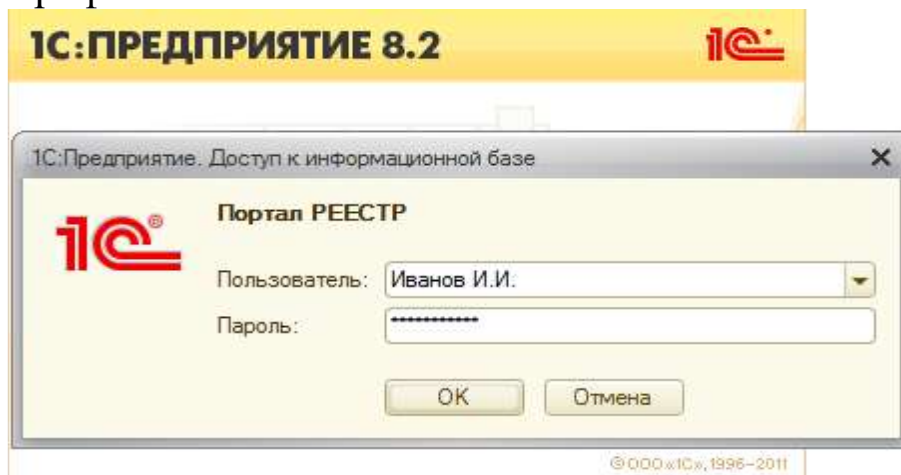 1С:ПРЕДПРИЯТИЕ 8.2
1С
1С:Предприятие. Доступ к информационной базе
1С®
Портал РЕЕСТР
Пользователь: Иванов И.И.
Пароль: ***********
ОК Отмена
© ООО «1С», 1996-2011